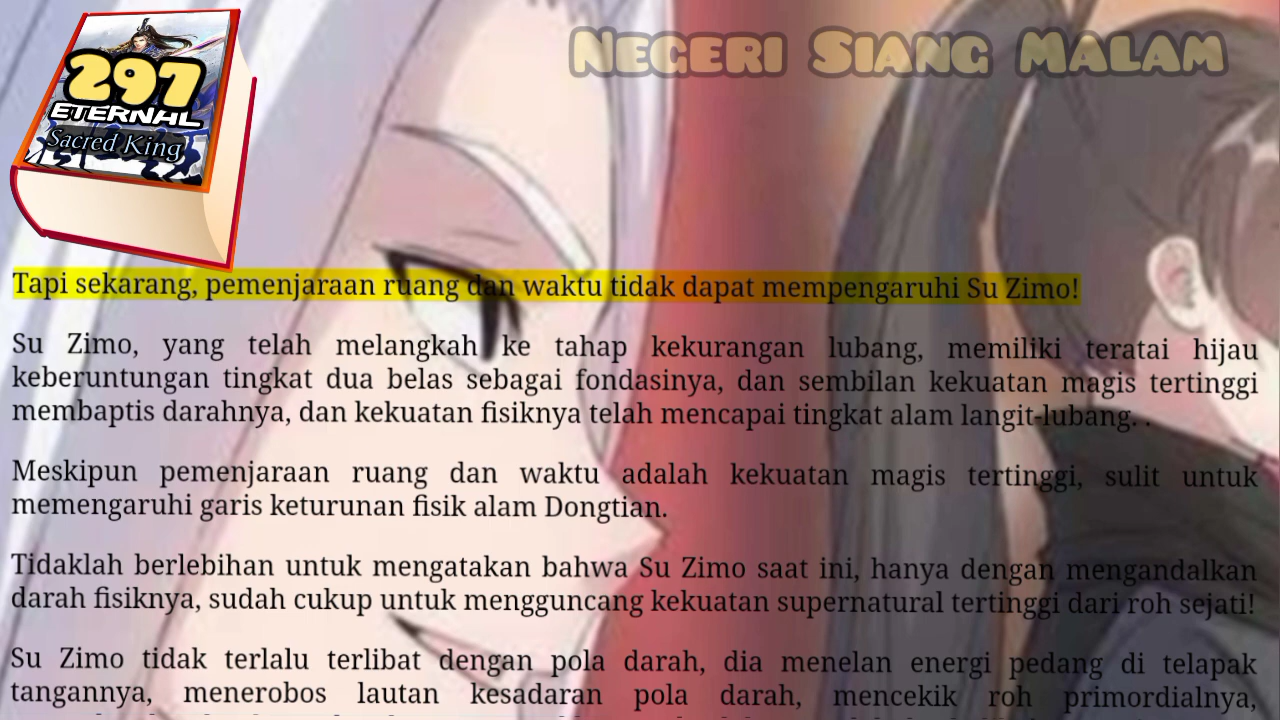 Negeri Siang Malam
297
ETERNAL
Sacred King
Tapi sekarang, pemenjaraan ruang dan waktu tidak dapat mempengaruhi Su Zimo!
Su Zimo, yang telah melangkah ke tahap kekurangan lubang, memiliki teratai hijau
keberuntungan tingkat dua belas sebagai fondasinya, dan sembilan kekuatan magis tertinggi
membaptis darahnya, dan kekuatan fisiknya telah mencapai tingkat alam langit-lubang. .
Meskipun pemenjaraan ruang dan waktu adalah kekuatan magis tertinggi, sulit untuk
memengaruhi garis keturunan fisik alam Dongtian.
Tidaklah berlebihan untuk mengatakan bahwa Su Zimo saat ini, hanya dengan mengandalkan
darah fisiknya, sudah cukup untuk mengguncang kekuatan supernatural tertinggi dari roh sejati!
Su Zimo tidak terlalu terlibat dengan pola darah, dia menelan energi pedang di telapak
tangannya, menerobos lautan kesadaran pola darah, mencekik roh primordialnya,